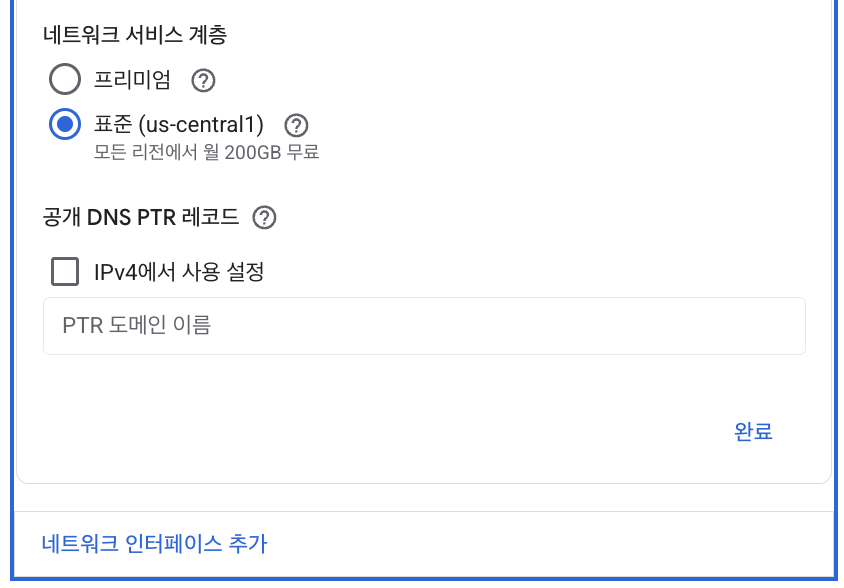 네트워크 서비스 계층
프리미엄
표준 (us-central1)
모든 리전에서 월 200GB 무료
공개 DNS PTR 레코드
IPv4에서 사용 설정
PTR 도메인 이름
완료
네트워크 인터페이스 추가